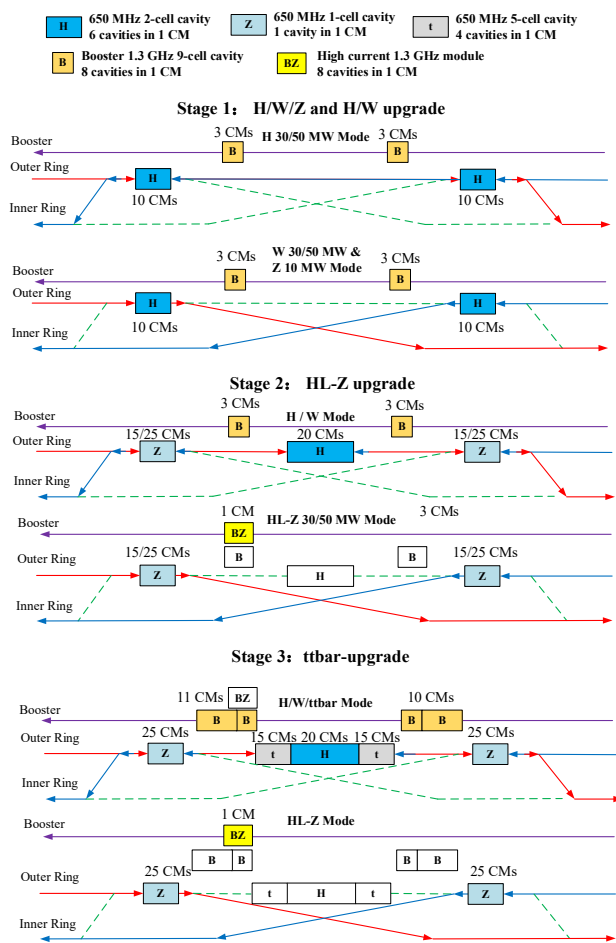 650 MHz 2-cell cavity
H
6 cavities in 1 CM
650 MHz 1-cell cavity
Z
1 cavity in 1 CM
650 MHz 5-cell cavity
t
4 cavities in 1 CM
Booster 1.3 GHz 9-cell cavity
B
8 cavities in 1 CM
High current 1.3 GHz module
BZ
8 cavities in 1 CM
Stage 1: H/W/Z and H/W upgrade
Booster
3 CMs
H 30/50 MW Mode
3 CMs
B
B
Outer Ring
H
H
10 CMs
10 CMs
Inner Ring
W 30/50 MW &
Z 10 MW Mode
Booster
3 CMs
3 CMs
B
B
Outer Ring
H
H
10 CMs
10 CMs
Inner Ring
Stage 2: HL-Z upgrade
Booster
3 CMs
H / W Mode
3 CMs
B
B
Outer Ring
15/25 CMs
20 CMs
15/25 CMs
Z
H
Z
Inner Ring
Booster
1 CM
HL-Z 30/50 MW Mode
3 CMs
BZ
B
B
Outer Ring
15/25 CMs
15/25 CMs
Z
H
Z
Inner Ring
Stage 3: ttbar-upgrade
Booster
11 CMs
BZ
H/W/ttbar Mode
10 CMs
B
B
B
B
Outer Ring
25 CMs
15 CMs
20 CMs
15 CMs
25 CMs
Z
t
H
t
Z
Inner Ring
Booster
1 CM
HL-Z Mode
BZ
B
B
B
B
Outer Ring
25 CMs
25 CMs
Z
t
H
t
Z
Inner Ring